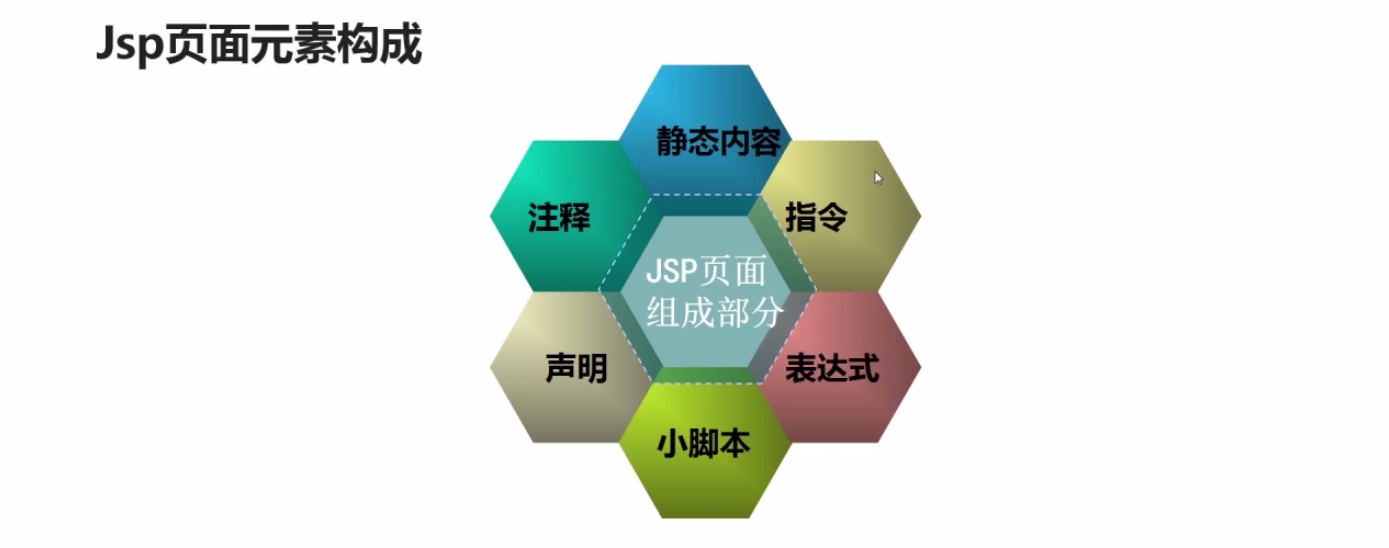 Jsp页面元素构成
静态内容
注释
指令
JSP页面
组成部分
声明
表达式
小脚本